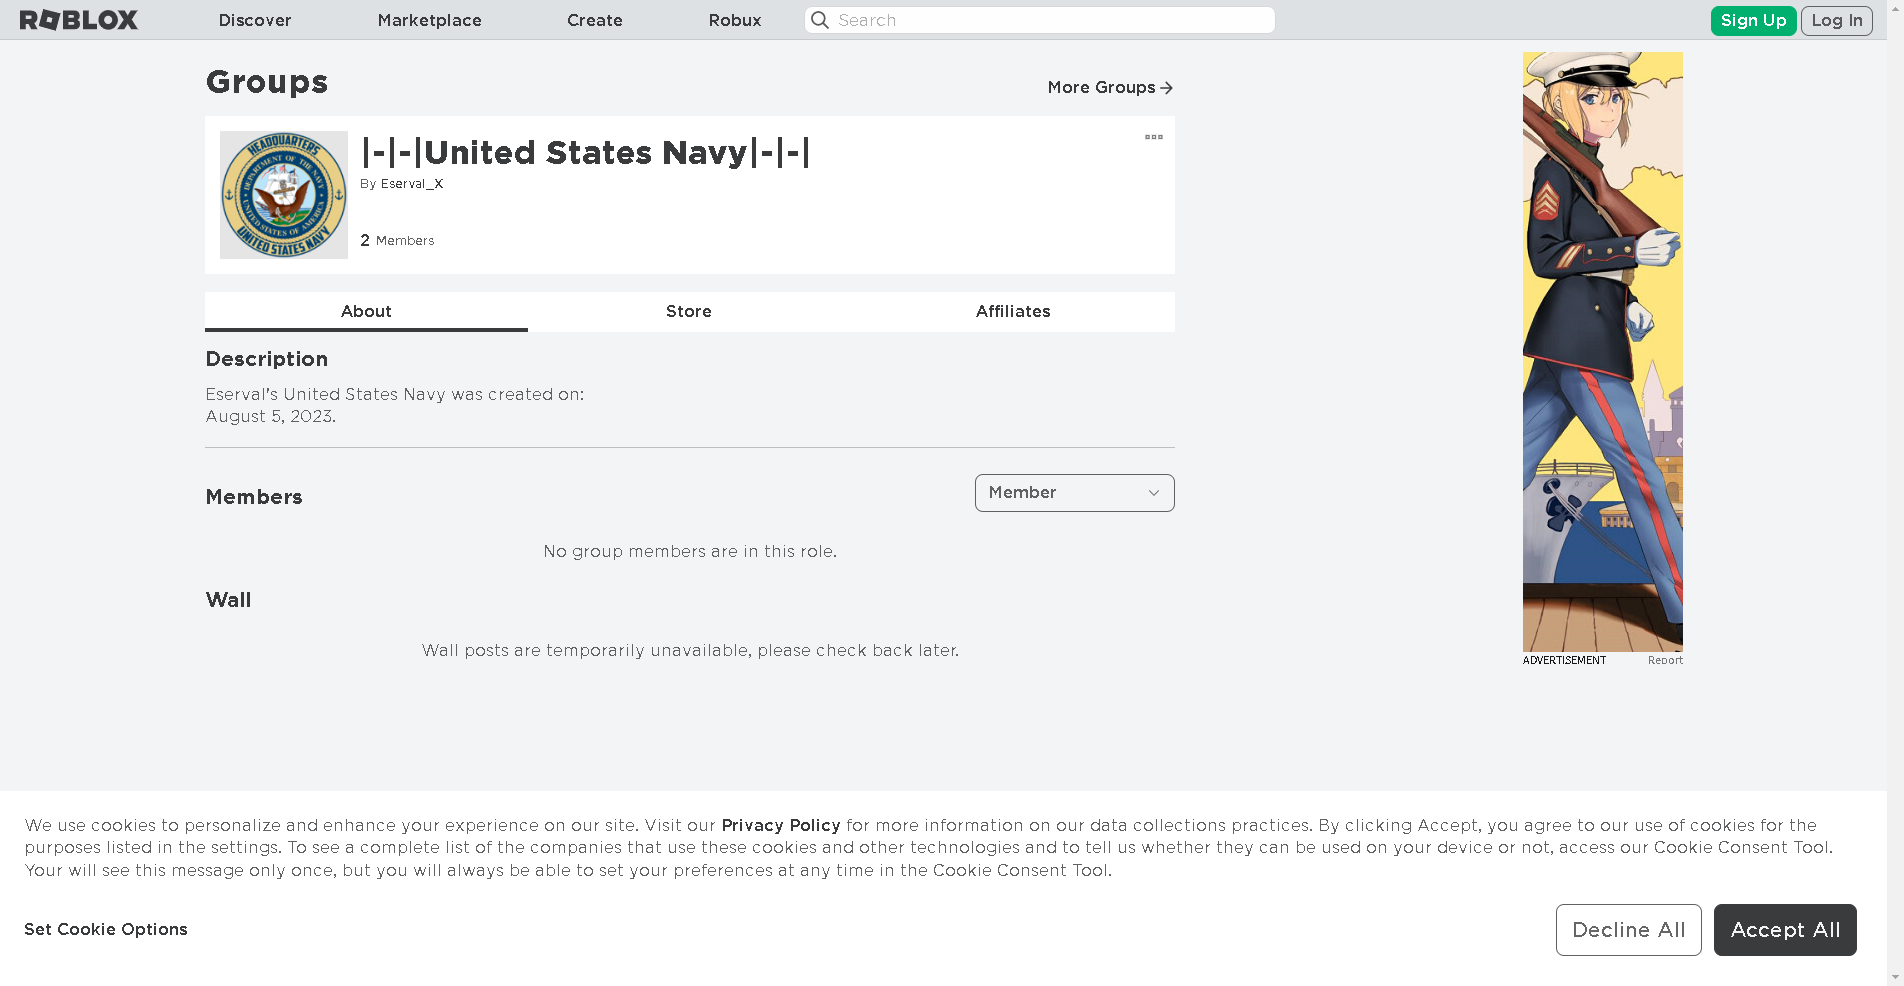 ROBLOX Discover Marketplace Create Robux Search Sign Up Log In
Groups
More Groups
HEADQUARTERS
DEPARTMENT OF THE NAVY
UNITED STATES OF AMERICA
UNITED STATES NAVY
|-|-|United States Navy|-|-|
By Eserval_X
2 Members
About Store Affiliates
Description
Eserval's United States Navy was created on:
August 5, 2023.
Members
Member
No group members are in this role.
Wall
Wall posts are temporarily unavailable, please check back later.
ADVERTISEMENT Report
We use cookies to personalize and enhance your experience on our site. Visit our Privacy Policy for more information on our data collections practices. By clicking Accept, you agree to our use of cookies for the
purposes listed in the settings. To see a complete list of the companies that use these cookies and other technologies and to tell us whether they can be used on your device or not, access our Cookie Consent Tool.
Your will see this message only once, but you will always be able to set your preferences at any time in the Cookie Consent Tool.
Set Cookie Options
Decline All Accept All